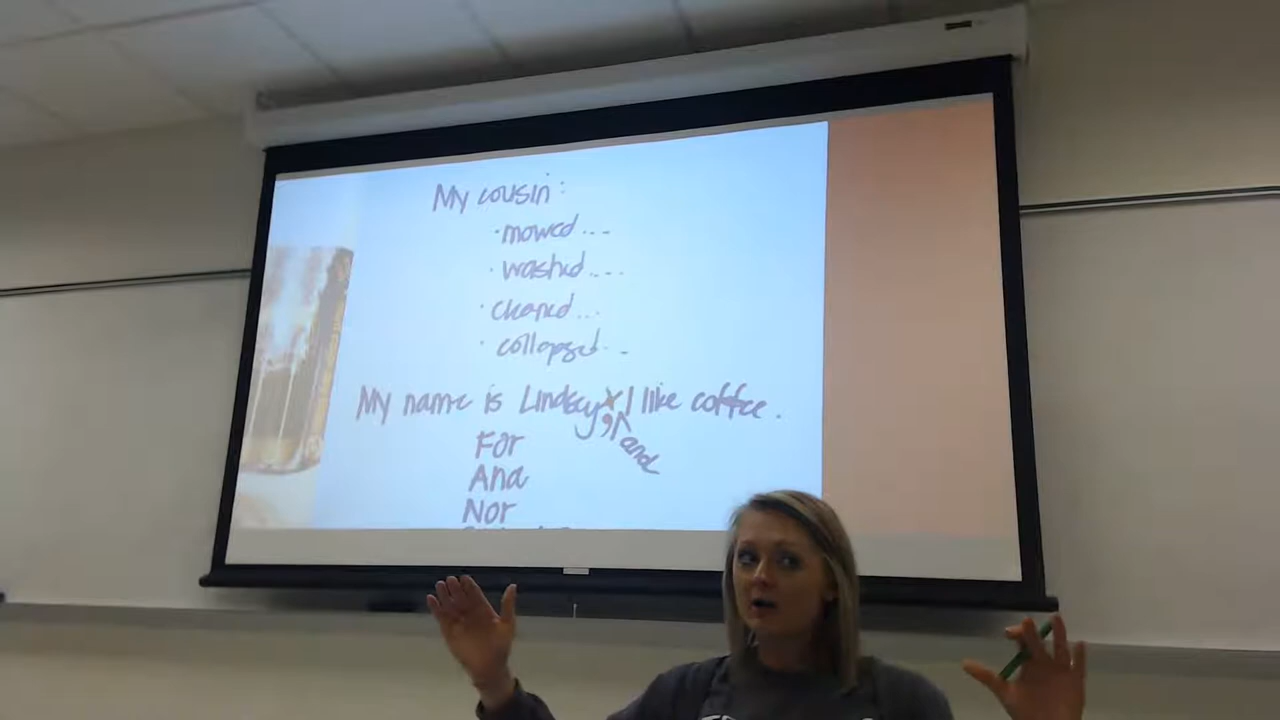 My cousin:
· mowed...
· washed....
· cleaned...
· collapsed...
My name is Lindsey, I like coffee.
and
For
And
Nor